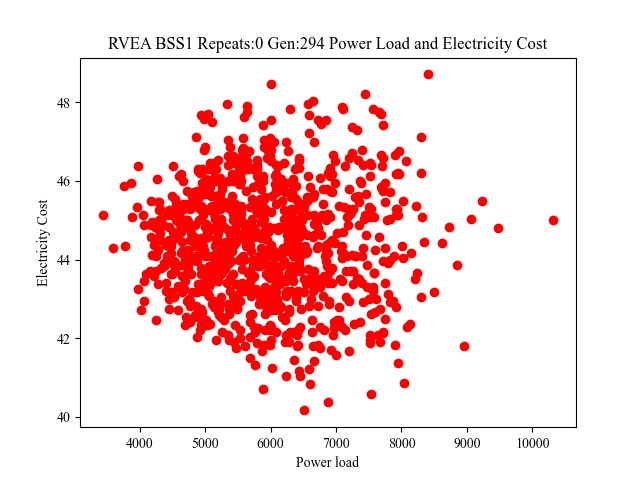 RVEA BSS1 Repeats:0 Gen:294 Power Load and Electricity Cost
48
46
44
42
40
Electricity Cost
4000 5000 6000 7000 8000 9000 10000
Power load